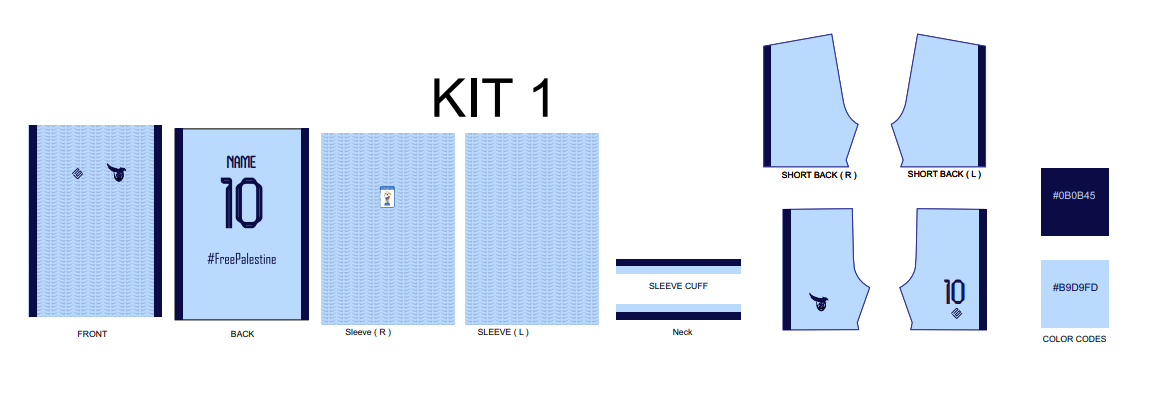 KIT 1
NAME
10
#FreePalestine
FRONT
BACK
Sleeve ( R )
SLEEVE ( L )
SLEEVE CUFF
Neck
SHORT BACK ( R )
SHORT BACK ( L )
10
#0B0B45
#B9D9FD
COLOR CODES